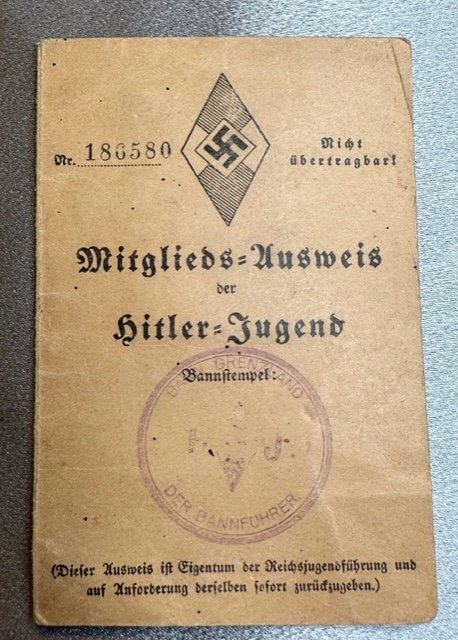 Nr. 186580
Nicht
übertragbar!
Mitglieds-Ausweis
der
Hitler-Jugend
Bannstempel:
DER BANNFÜHRER
(Dieser Ausweis ist Eigentum der Reichsjugendführung und
auf Anforderung derselben sofort zurückzugeben.)